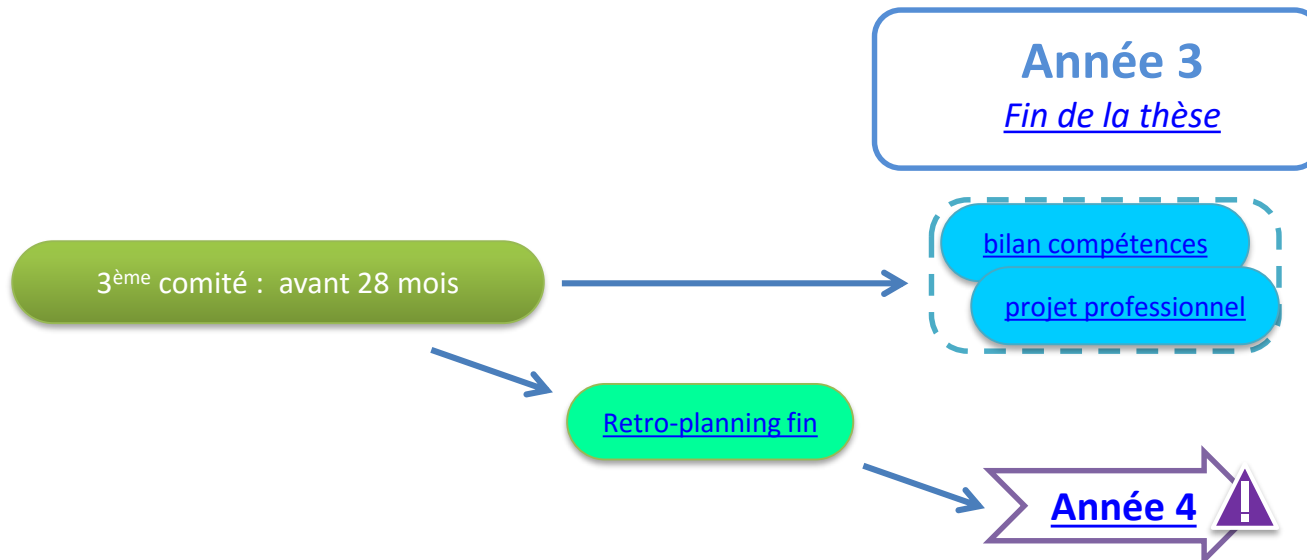 Année 3
Fin de la thèse
bilan compétences
3ème comité : avant 28 mois
projet professionnel
Retro-planning fin
Année 4